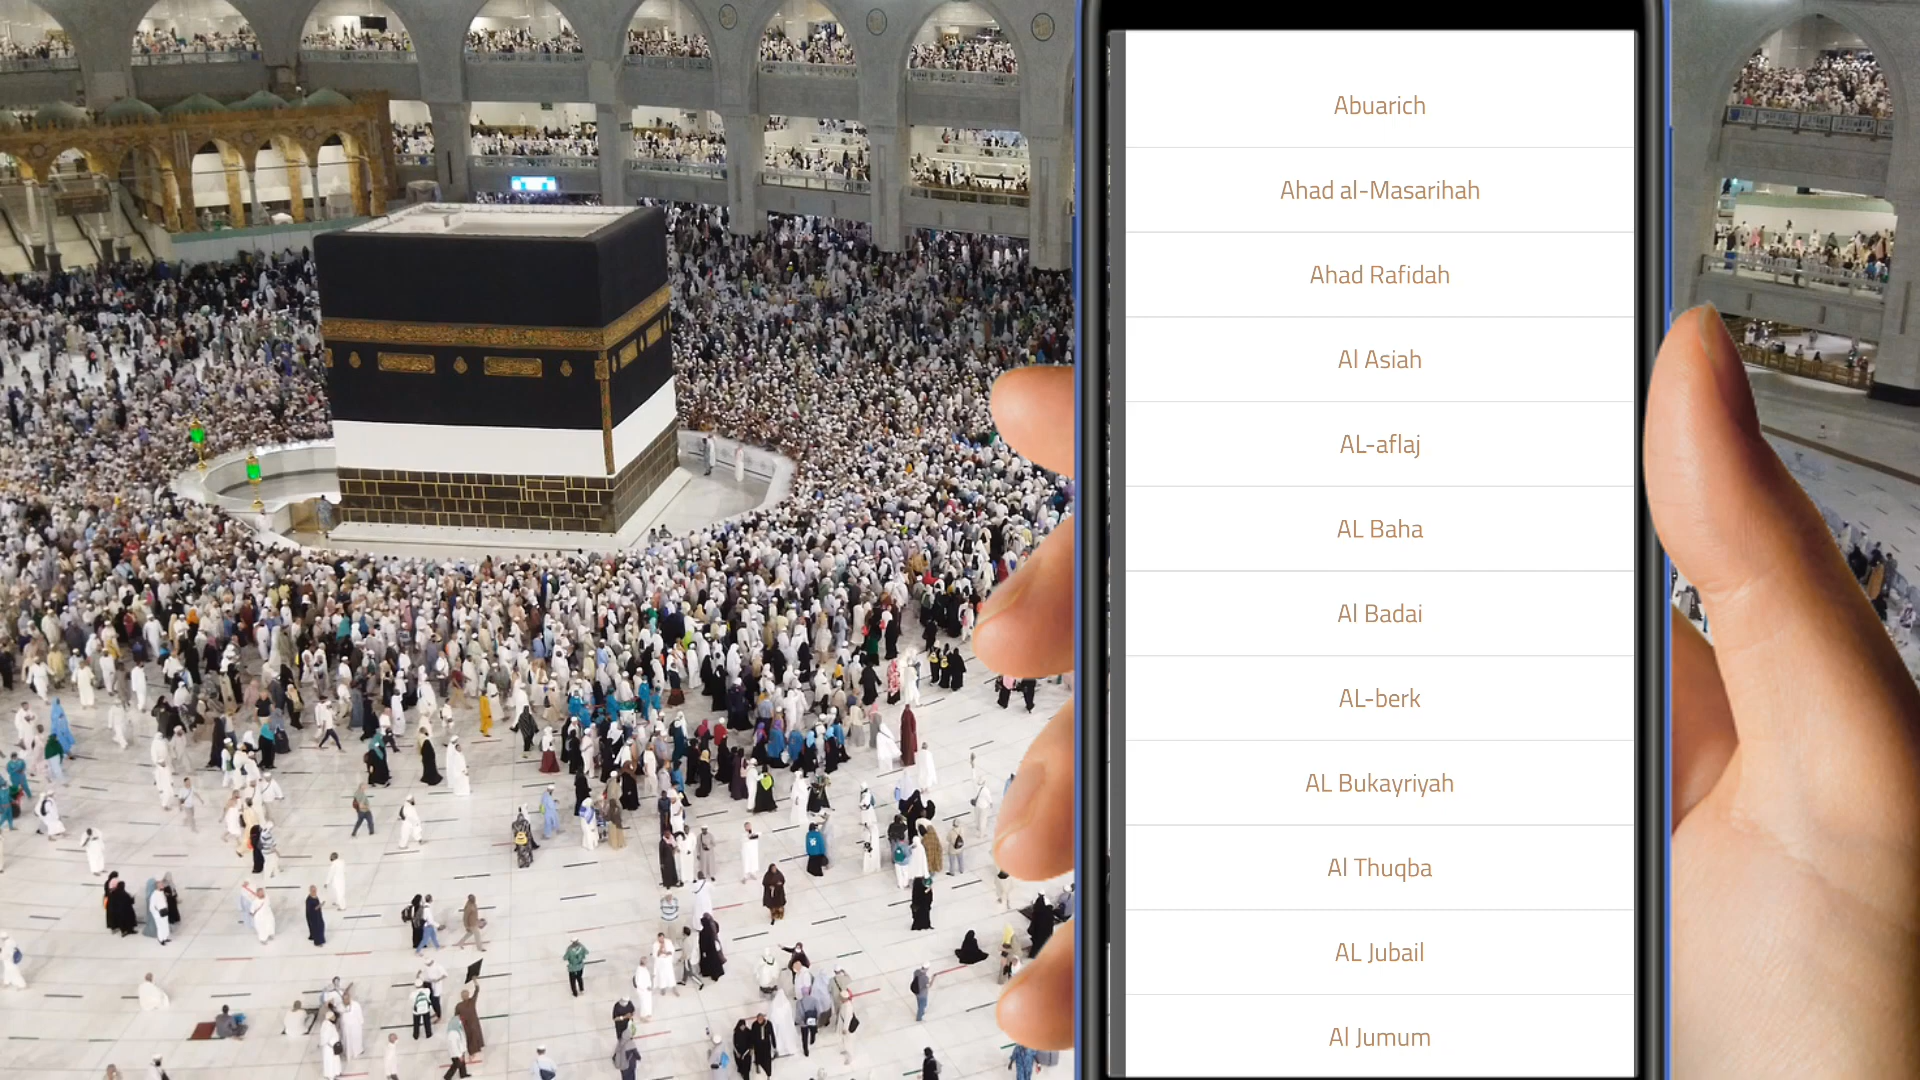 Abuarich
Ahad al-Masarihah
Ahad Rafidah
Al Asiah
AL-aflaj
AL Baha
Al Badai
AL-berk
AL Bukayriyah
Al Thuqba
AL Jubail
Al Jumum